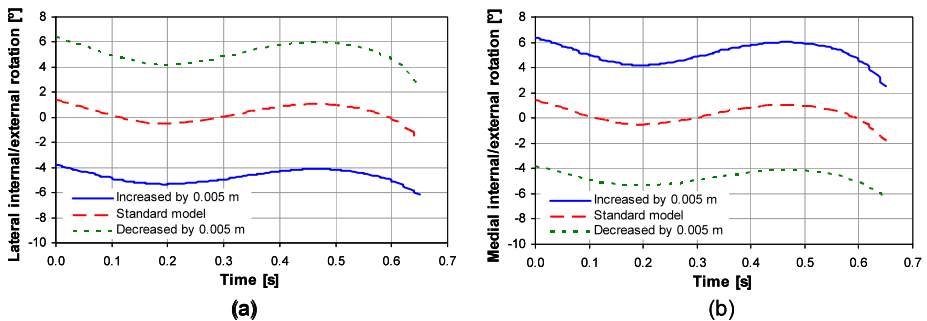 Lateral internal/external rotation [º]
8
6
4
2
0
-2
-4
-6
-8
-10
Increased by 0.005 m
Standard model
Decreased by 0.005 m
0.0 0.1 0.2 0.3 0.4 0.5 0.6 0.7
Time [s]
(a)
Medial internal/external rotation [º]
8
6
4
2
0
-2
-4
-6
-8
-10
Increased by 0.005 m
Standard model
Decreased by 0.005 m
0.0 0.1 0.2 0.3 0.4 0.5 0.6 0.7
Time [s]
(b)